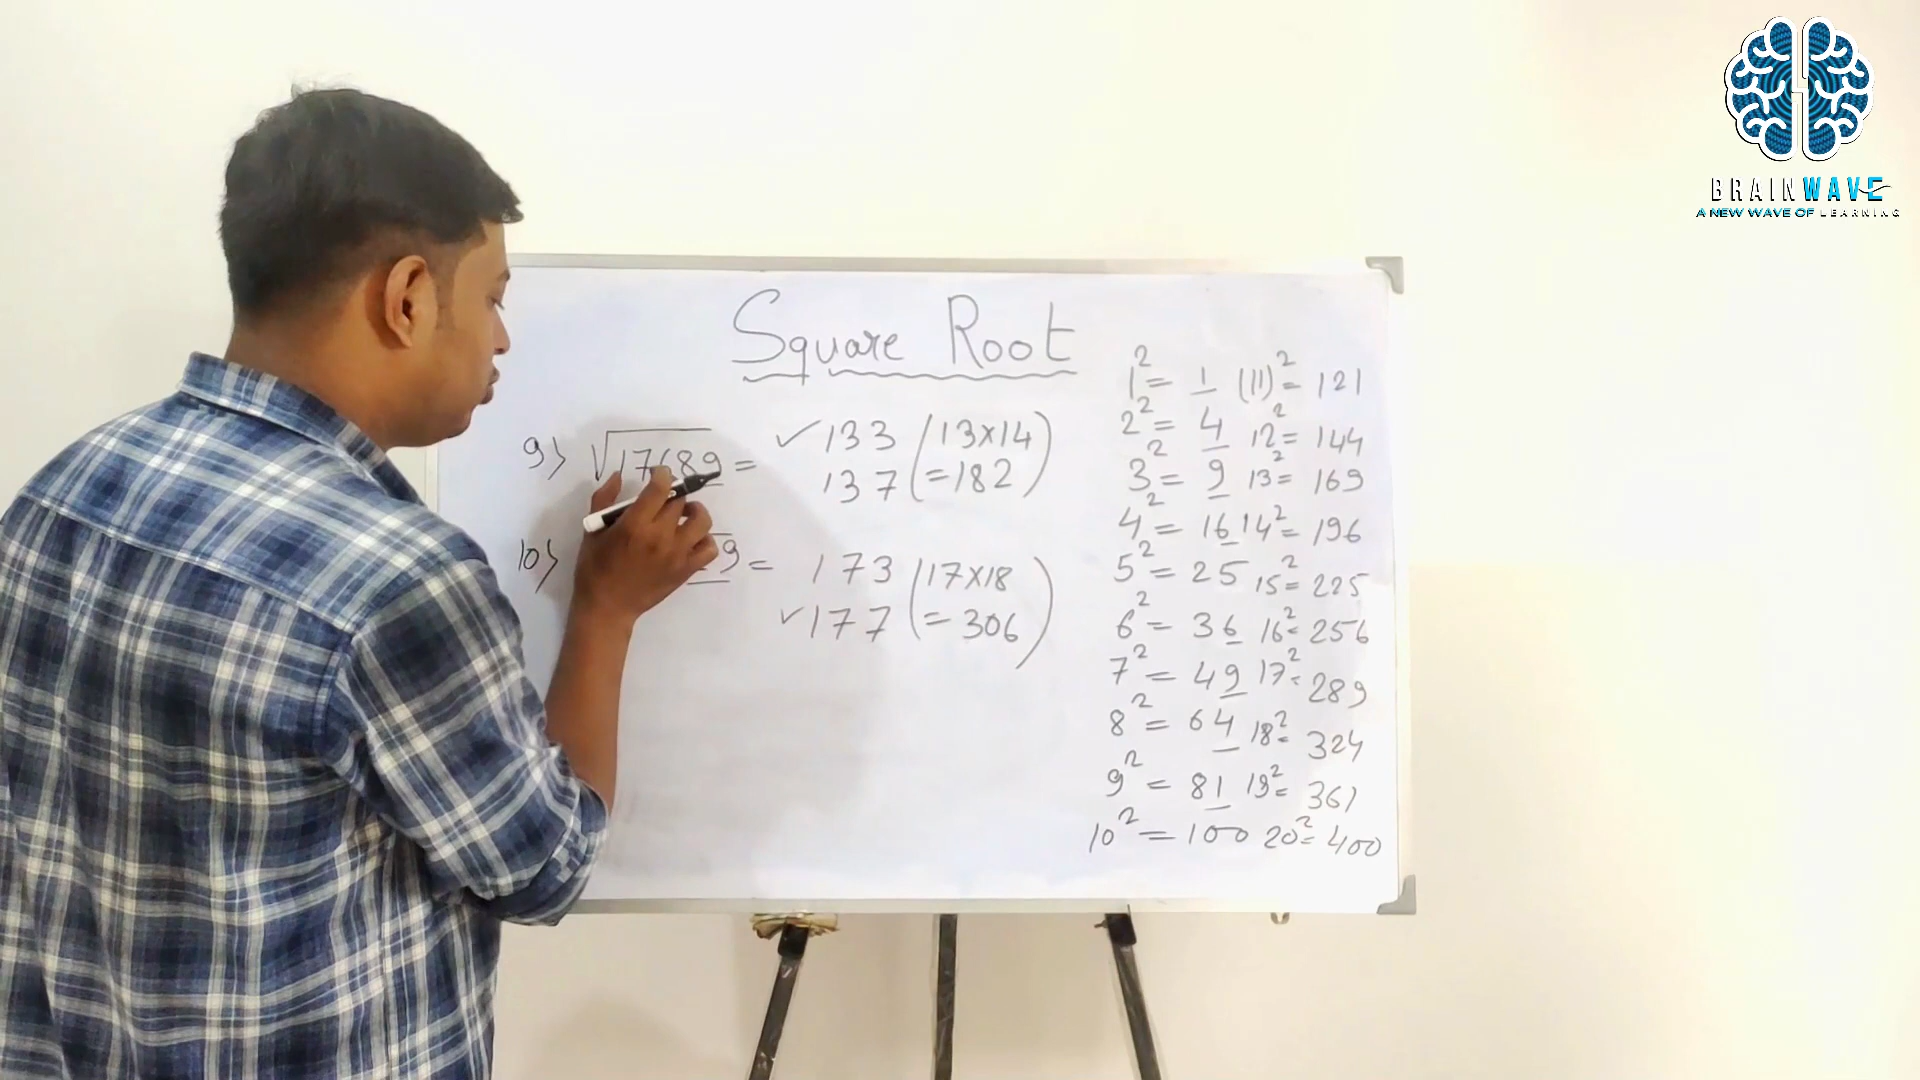 BRAINWAVE
A NEW WAVE OF LEARNING
Square Root
9) √17689 = ✓ 133 (13×14)
137 (=182)
10) 9 = 173 (17×18)
✓ 177 (= 306)
1² = 1 (11)² = 121
2² = 4 12² = 144
3² = 9 13² = 169
4² = 16 14² = 196
5² = 25 15² = 225
6² = 36 16² = 256
7² = 49 17² = 289
8² = 64 18² = 324
9² = 81 19² = 361
10² = 100 20² = 400